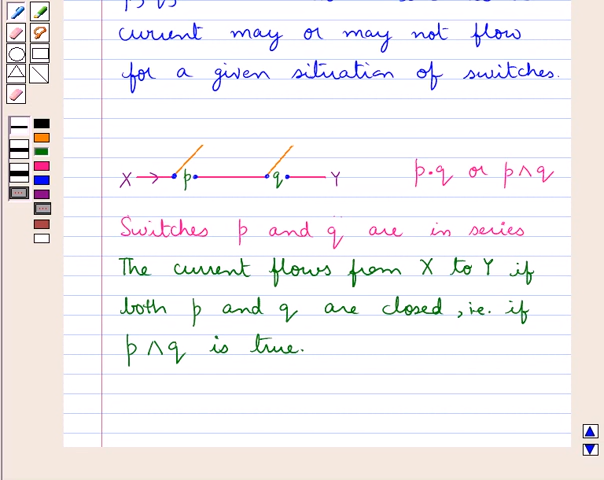 current may or may not flow
for a given situation of switches.
X p q Y p.q or p∧q
Switches p and q are in series
The current flows from X to Y if
both p and q are closed, i.e. if
p∧q is true.